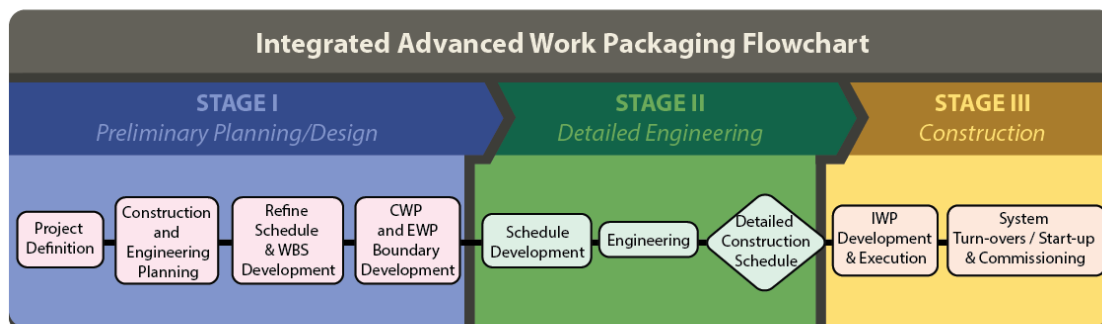 Integrated Advanced Work Packaging Flowchart
STAGE I
Preliminary Planning/Design
STAGE II
Detailed Engineering
STAGE III
Construction
Project
Definition
Construction
and
Engineering
Planning
Refine
Schedule
& WBS
Development
CWP
and EWP
Boundary
Development
Schedule
Development
Engineering
Detailed
Construction
Schedule
IWP
Development
& Execution
System
Turn-overs / Start-up
& Commissioning